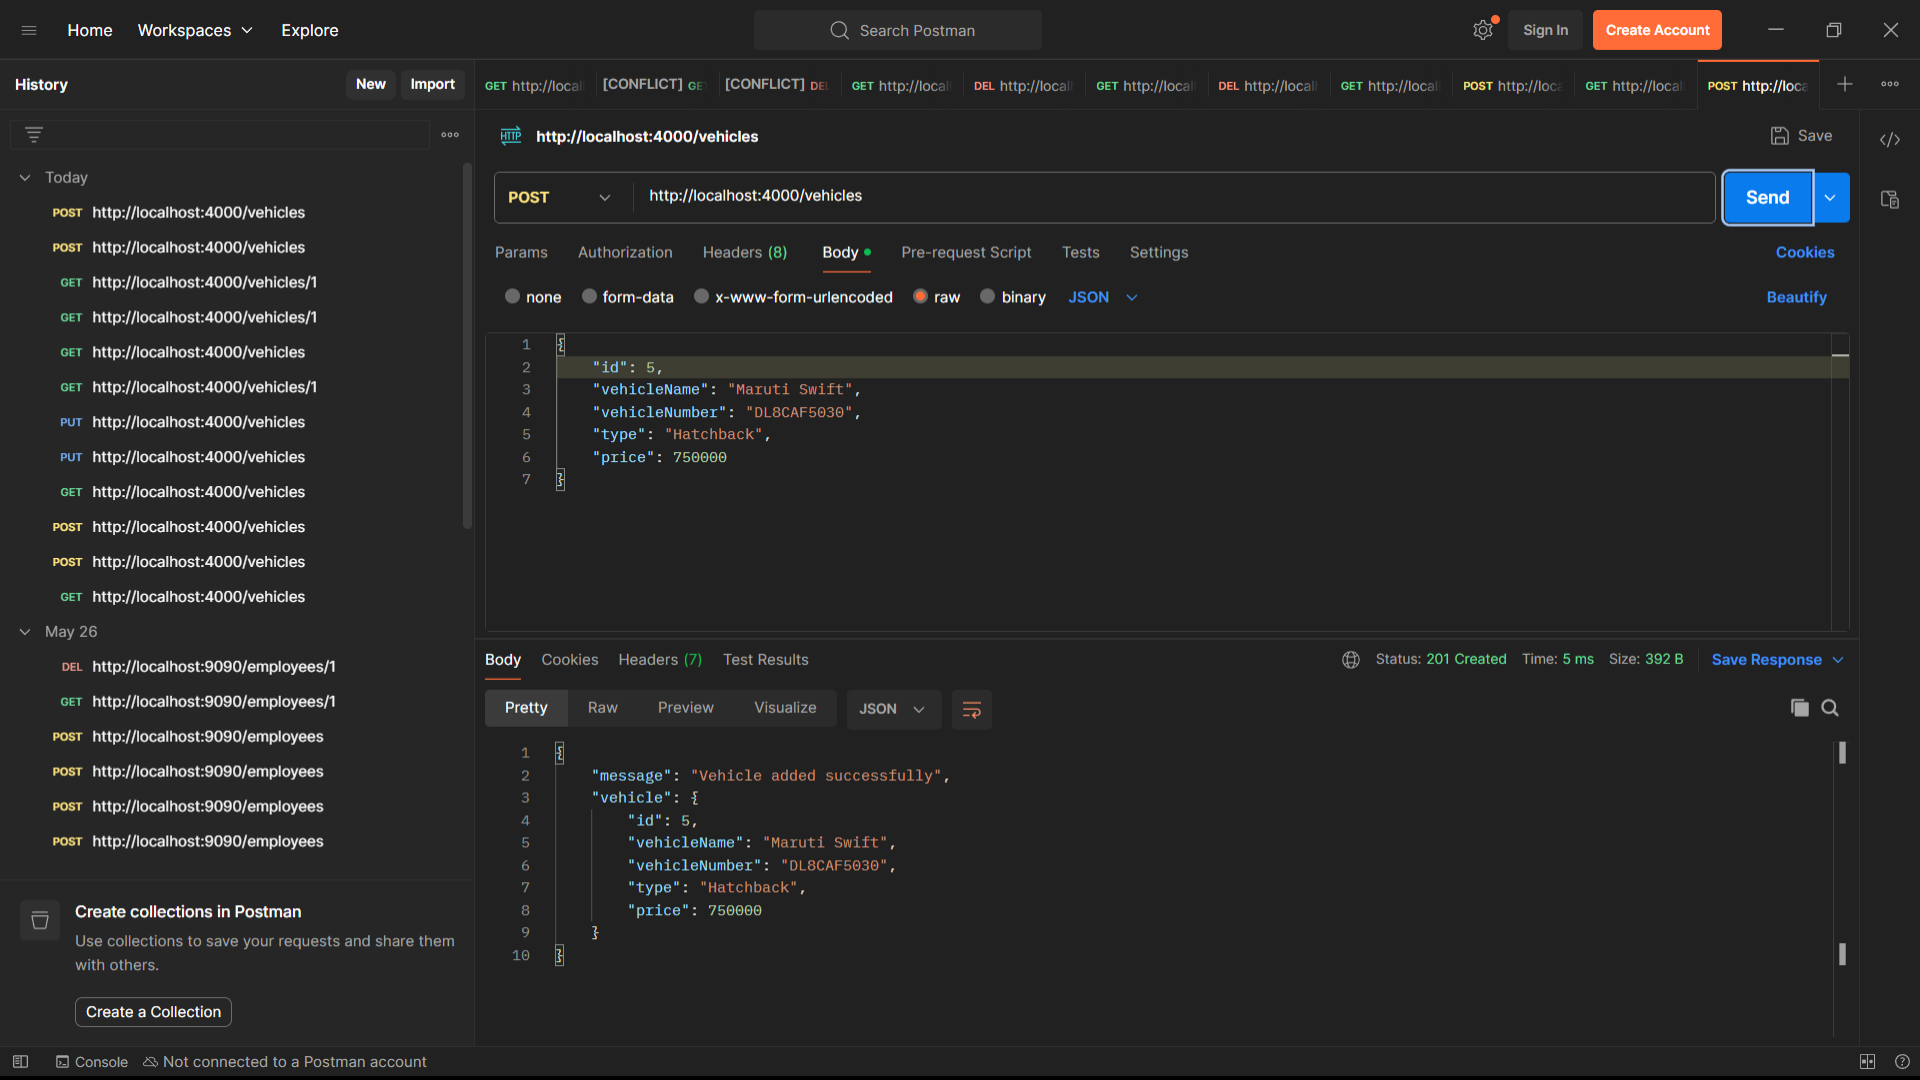 Home Workspaces Explore Search Postman Sign In Create Account
History New Import
GET http://local [CONFLICT] GE [CONFLICT] DEL GET http://local DEL http://local GET http://local DEL http://local GET http://local POST http://loca GET http://local POST http://loca
HTTP http://localhost:4000/vehicles Save
POST http://localhost:4000/vehicles Send
Params Authorization Headers (8) Body Pre-request Script Tests Settings Cookies
none form-data x-www-form-urlencoded raw binary JSON Beautify
1 {
2 "id": 5,
3 "vehicleName": "Maruti Swift",
4 "vehicleNumber": "DL8CAF5030",
5 "type": "Hatchback",
6 "price": 750000
7 }
Today
POST http://localhost:4000/vehicles
POST http://localhost:4000/vehicles
GET http://localhost:4000/vehicles/1
GET http://localhost:4000/vehicles/1
GET http://localhost:4000/vehicles
GET http://localhost:4000/vehicles/1
PUT http://localhost:4000/vehicles
PUT http://localhost:4000/vehicles
GET http://localhost:4000/vehicles
POST http://localhost:4000/vehicles
POST http://localhost:4000/vehicles
GET http://localhost:4000/vehicles
May 26
DEL http://localhost:9090/employees/1
GET http://localhost:9090/employees/1
POST http://localhost:9090/employees
POST http://localhost:9090/employees
POST http://localhost:9090/employees
POST http://localhost:9090/employees
Create collections in Postman
Use collections to save your requests and share them
with others.
Create a Collection
Body Cookies Headers (7) Test Results Status: 201 Created Time: 5 ms Size: 392 B Save Response
Pretty Raw Preview Visualize JSON
1 {
2 "message": "Vehicle added successfully",
3 "vehicle": {
4 "id": 5,
5 "vehicleName": "Maruti Swift",
6 "vehicleNumber": "DL8CAF5030",
7 "type": "Hatchback",
8 "price": 750000
9 }
10 }
Console Not connected to a Postman account